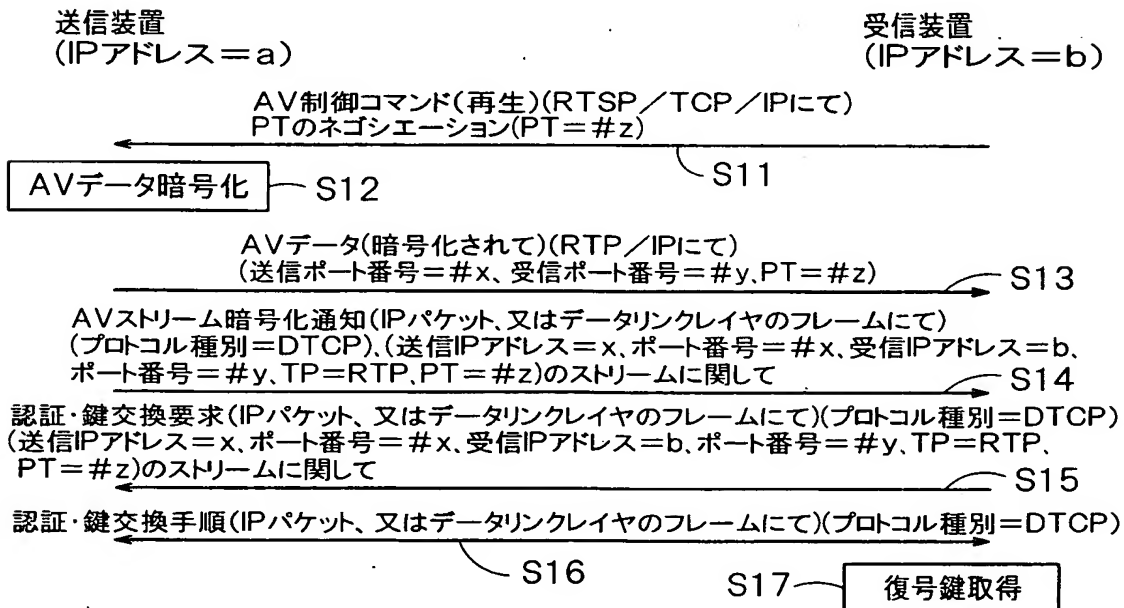 送信装置
(IPアドレス=a)
受信装置
(IPアドレス=b)
AV制御コマンド(再生)(RTSP/TCP/IPにて)
PTのネゴシエーション(PT=#z)
S11
AVデータ暗号化
S12
AVデータ(暗号化されて)(RTP/IPにて)
(送信ポート番号=#x、受信ポート番号=#y、PT=#z)
S13
AVストリーム暗号化通知(IPパケット、又はデータリンクレイヤのフレームにて)
(プロトコル種別=DTCP)、(送信IPアドレス=x、ポート番号=#x、受信IPアドレス=b、
ポート番号=#y、TP=RTP、PT=#z)のストリームに関して
S14
認証・鍵交換要求(IPパケット、又はデータリンクレイヤのフレームにて)(プロトコル種別=DTCP)
(送信IPアドレス=x、ポート番号=#x、受信IPアドレス=b、ポート番号=#y、TP=RTP、
PT=#z)のストリームに関して
S15
認証・鍵交換手順(IPパケット、又はデータリンクレイヤのフレームにて)(プロトコル種別=DTCP)
S16
S17
復号鍵取得